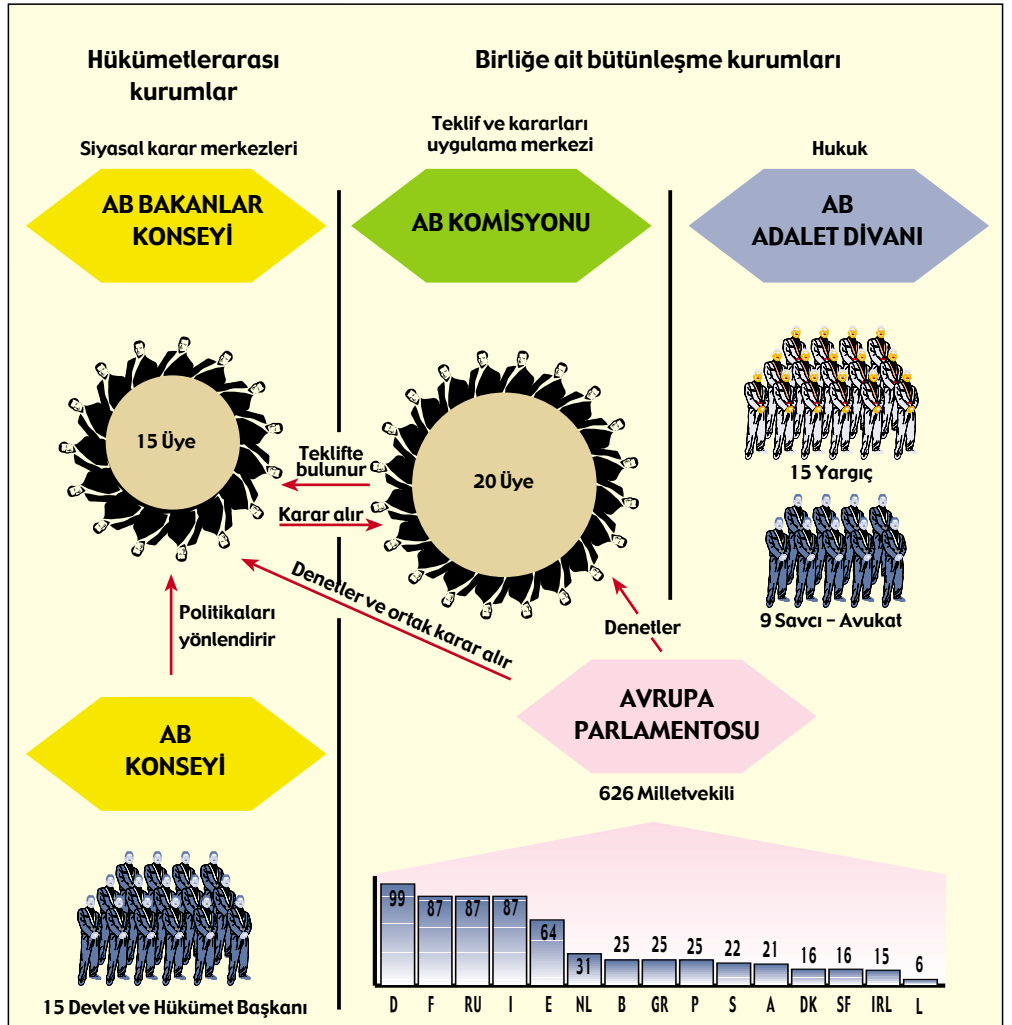 Hükümetlerarası
kurumlar
Birliğe ait bütünleşme kurumları
Siyasal karar merkezleri
Teklif ve kararları
uygulama merkezi
Hukuk
AB BAKANLAR
KONSEYİ
AB KOMİSYONU
AB
ADALET DİVANI
15 Üye
Teklifte
bulunur
Karar alır
20 Üye
15 Yargıç
9 Savcı – Avukat
Denetler ve ortak karar alır
Denetler
Politikaları
yönlendirir
AB
KONSEYİ
AVRUPA
PARLAMENTOSU
626 Milletvekili
15 Devlet ve Hükümet Başkanı
99 87 87 87 64 31 25 25 25 22 21 16 16 15 6
D F RU I E NL B GR P S A DK SF IRL L